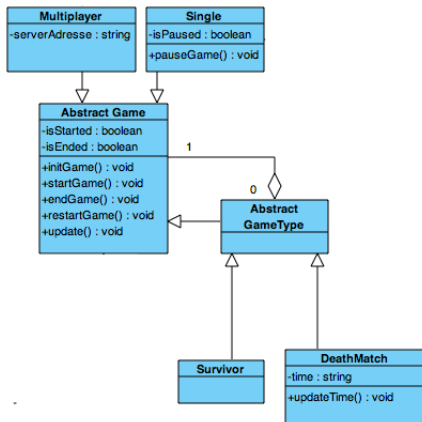 Multiplayer
-serverAdresse : string
Single
-isPaused : boolean
+pauseGame() : void
Abstract Game
-isStarted : boolean
-isEnded : boolean
+initGame() : void
+startGame() : void
+endGame() : void
+restartGame() : void
+update() : void
1
0
Abstract
GameType
Survivor
DeathMatch
-time : string
+updateTime() : void
-